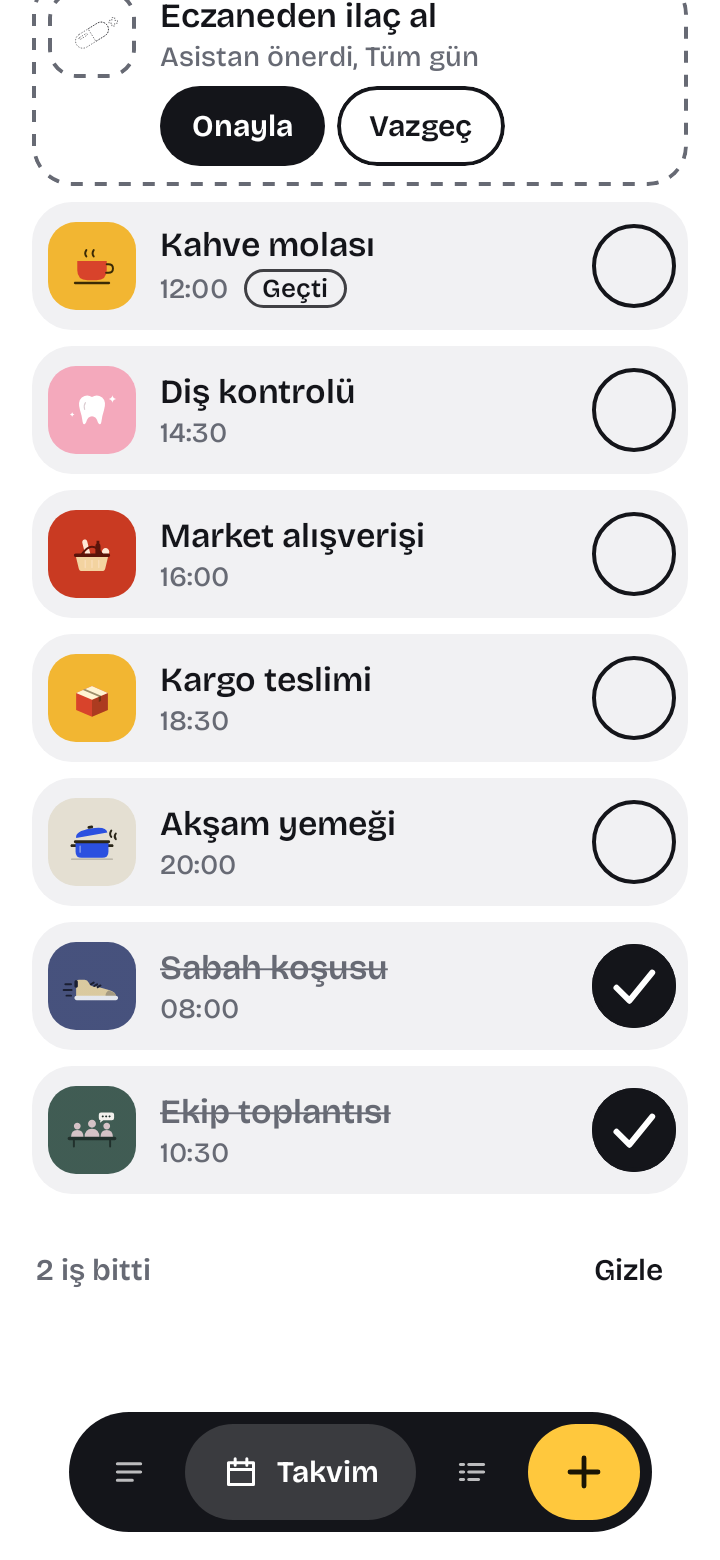 Eczaneden ilaç al
Asistan önerdi, Tüm gün
Onayla Vazgeç
Kahve molası
12:00 Geçti
Diş kontrolü
14:30
Market alışverişi
16:00
Kargo teslimi
18:30
Akşam yemeği
20:00
Sabah koşusu
08:00
Ekip toplantısı
10:30
2 iş bitti Gizle
Takvim